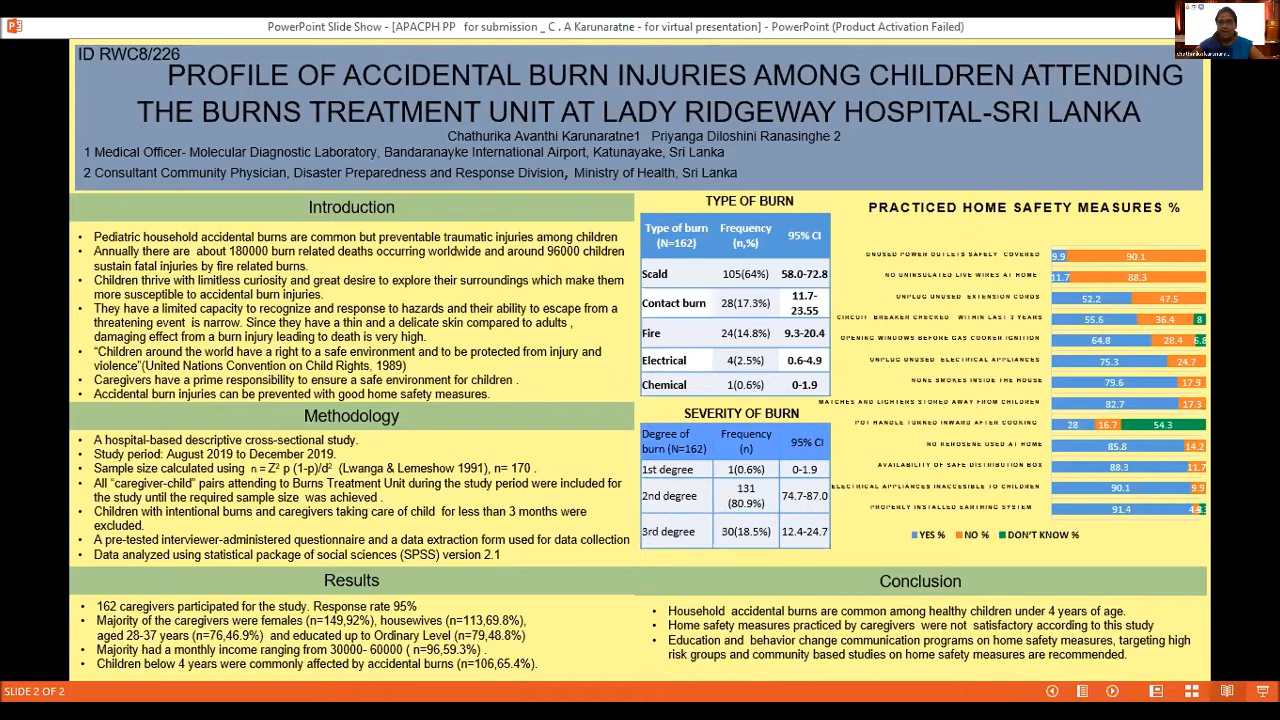 PowerPoint Slide Show - [APACPH PP for submission _ C . A Karunaratne - for virtual presentation] - PowerPoint (Product Activation Failed)
ID RWC8/226
PROFILE OF ACCIDENTAL BURN INJURIES AMONG CHILDREN ATTENDING
THE BURNS TREATMENT UNIT AT LADY RIDGEWAY HOSPITAL-SRI LANKA
Chathurika Avanthi Karunaratne1 Priyanga Diloshini Ranasinghe 2
1 Medical Officer- Molecular Diagnostic Laboratory, Bandaranayke International Airport, Katunayake, Sri Lanka
2 Consultant Community Physician, Disaster Preparedness and Response Division, Ministry of Health, Sri Lanka
Introduction
• Pediatric household accidental burns are common but preventable traumatic injuries among children
• Annually there are about 180000 burn related deaths occurring worldwide and around 96000 children
sustain fatal injuries by fire related burns.
• Children thrive with limitless curiosity and great desire to explore their surroundings which make them
more susceptible to accidental burn injuries.
• They have a limited capacity to recognize and response to hazards and their ability to escape from a
threatening event is narrow. Since they have a thin and a delicate skin compared to adults ,
damaging effect from a burn injury leading to death is very high.
• “Children around the world have a right to a safe environment and to be protected from injury and
violence”(United Nations Convention on Child Rights, 1989)
• Caregivers have a prime responsibility to ensure a safe environment for children .
• Accidental burn injuries can be prevented with good home safety measures.
Methodology
• A hospital-based descriptive cross-sectional study.
• Study period: August 2019 to December 2019.
• Sample size calculated using n = Z² p (1-p)/d² (Lwanga & Lemeshow 1991), n= 170 .
• All “caregiver-child” pairs attending to Burns Treatment Unit during the study period were included for
the study until the required sample size was achieved .
• Children with intentional burns and caregivers taking care of child for less than 3 months were
excluded.
• A pre-tested interviewer-administered questionnaire and a data extraction form used for data collection
• Data analyzed using statistical package of social sciences (SPSS) version 2.1
Results
• 162 caregivers participated for the study. Response rate 95%
• Majority of the caregivers were females (n=149,92%), housewives (n=113,69.8%),
aged 28-37 years (n=76,46.9%) and educated up to Ordinary Level (n=79,48.8%)
• Majority had a monthly income ranging from 30000- 60000 ( n=96,59.3%) .
• Children below 4 years were commonly affected by accidental burns (n=106,65.4%).
TYPE OF BURN
Type of burn (N=162) Frequency (n,%) 95% CI
Scald 105(64%) 58.0-72.8
Contact burn 28(17.3%) 11.7-23.55
Fire 24(14.8%) 9.3-20.4
Electrical 4(2.5%) 0.6-4.9
Chemical 1(0.6%) 0-1.9
SEVERITY OF BURN
Degree of burn (N=162) Frequency (n) 95% CI
1st degree 1(0.6%) 0-1.9
2nd degree 131 (80.9%) 74.7-87.0
3rd degree 30(18.5%) 12.4-24.7
PRACTICED HOME SAFETY MEASURES %
UNUSED POWER OUTLETS SAFELY COVERED 9.9 90.1
NO UNINSULATED LIVE WIRES AT HOME 11.7 88.3
UNPLUG UNUSED EXTENSION CORDS 52.2 47.5
CIRCUIT BREAKER CHECKED WITHIN LAST 3 YEARS 55.6 36.4 8
OPENING WINDOWS BEFORE GAS COOKER IGNITION 64.8 28.4 6.8
UNPLUG UNUSED ELECTRICAL APPLIANCES 75.3 24.7
NONE SMOKES INSIDE THE HOUSE 79.6 17.9
MATCHES AND LIGHTERS STORED AWAY FROM CHILDREN 82.7 17.3
POT HANDLE TURNED INWARD AFTER COOKING 28 16.7 54.3
NO KEROSENE USED AT HOME 85.8 14.2
AVAILABILITY OF SAFE DISTRIBUTION BOX 88.3 11.7
ELECTRICAL APPLIANCES INACCESIBLE TO CHILDREN 90.1 9.9
PROPERLY INSTALLED EARTHING SYSTEM 91.4
YES % NO % DON'T KNOW %
Conclusion
• Household accidental burns are common among healthy children under 4 years of age.
• Home safety measures practiced by caregivers were not satisfactory according to this study
• Education and behavior change communication programs on home safety measures, targeting high
risk groups and community based studies on home safety measures are recommended.
SLIDE 2 OF 2